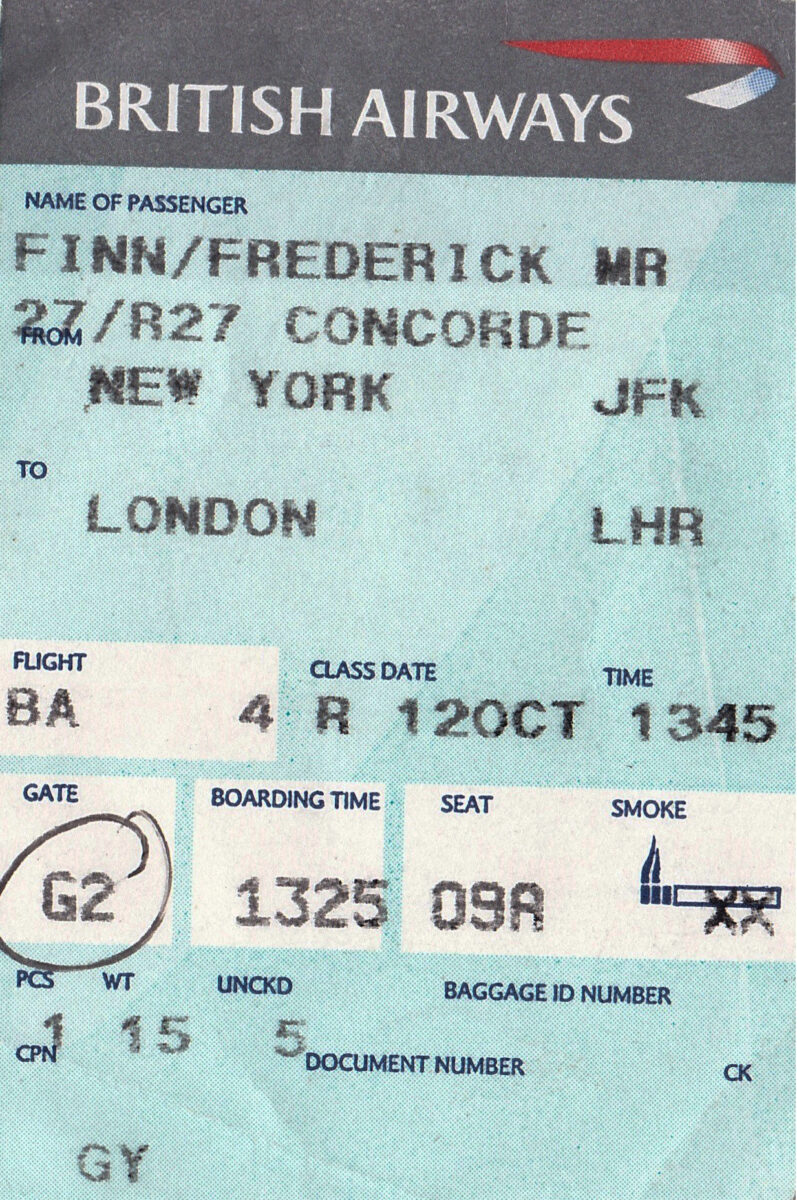 BRITISH AIRWAYS
NAME OF PASSENGER
FINN/FREDERICK MR
27/R27 CONCORDE
FROM
NEW YORK JFK
TO
LONDON LHR
FLIGHT CLASS DATE TIME
BA 4 R 12OCT 1345
GATE BOARDING TIME SEAT SMOKE
G2 1325 09A XX
PCS WT UNCKD BAGGAGE ID NUMBER
1 15 5
CPN DOCUMENT NUMBER CK
GY